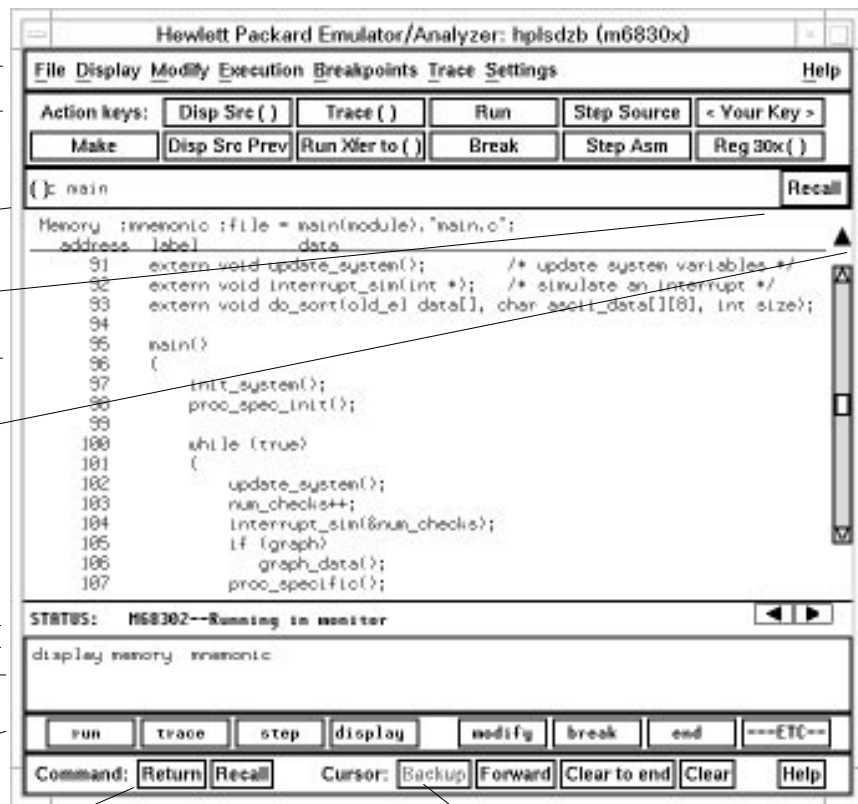 Hewlett Packard Emulator/Analyzer: hplsdzb (m6830x)
File Display Modify Execution Breakpoints Trace Settings Help
Action keys: Disp Src ( ) Trace ( ) Run Step Source < Your Key >
Make Disp Src Prev Run Xfer to ( ) Break Step Asm Reg 30x ( )
( ): main Recall
Memory :mnemonic :file = main(module)."main.c":
address label data
91 extern void update_system(); /* update system variables */
92 extern void interrupt_sim(int *); /* simulate an interrupt */
93 extern void do_sort(old_el data[], char ascii_data[][8], int size);
94
95 main()
96 {
97 init_system();
98 proc_spec_init();
99
100 while (true)
101 {
102 update_system();
103 num_checks++;
104 interrupt_sim(&num_checks);
105 if (graph)
106 graph_data();
107 proc_specific();
STATUS: M68302--Running in monitor
display memory mnemonic
run trace step display modify break end ---ETC--
Command: Return Recall Cursor: Backup Forward Clear to end Clear Help